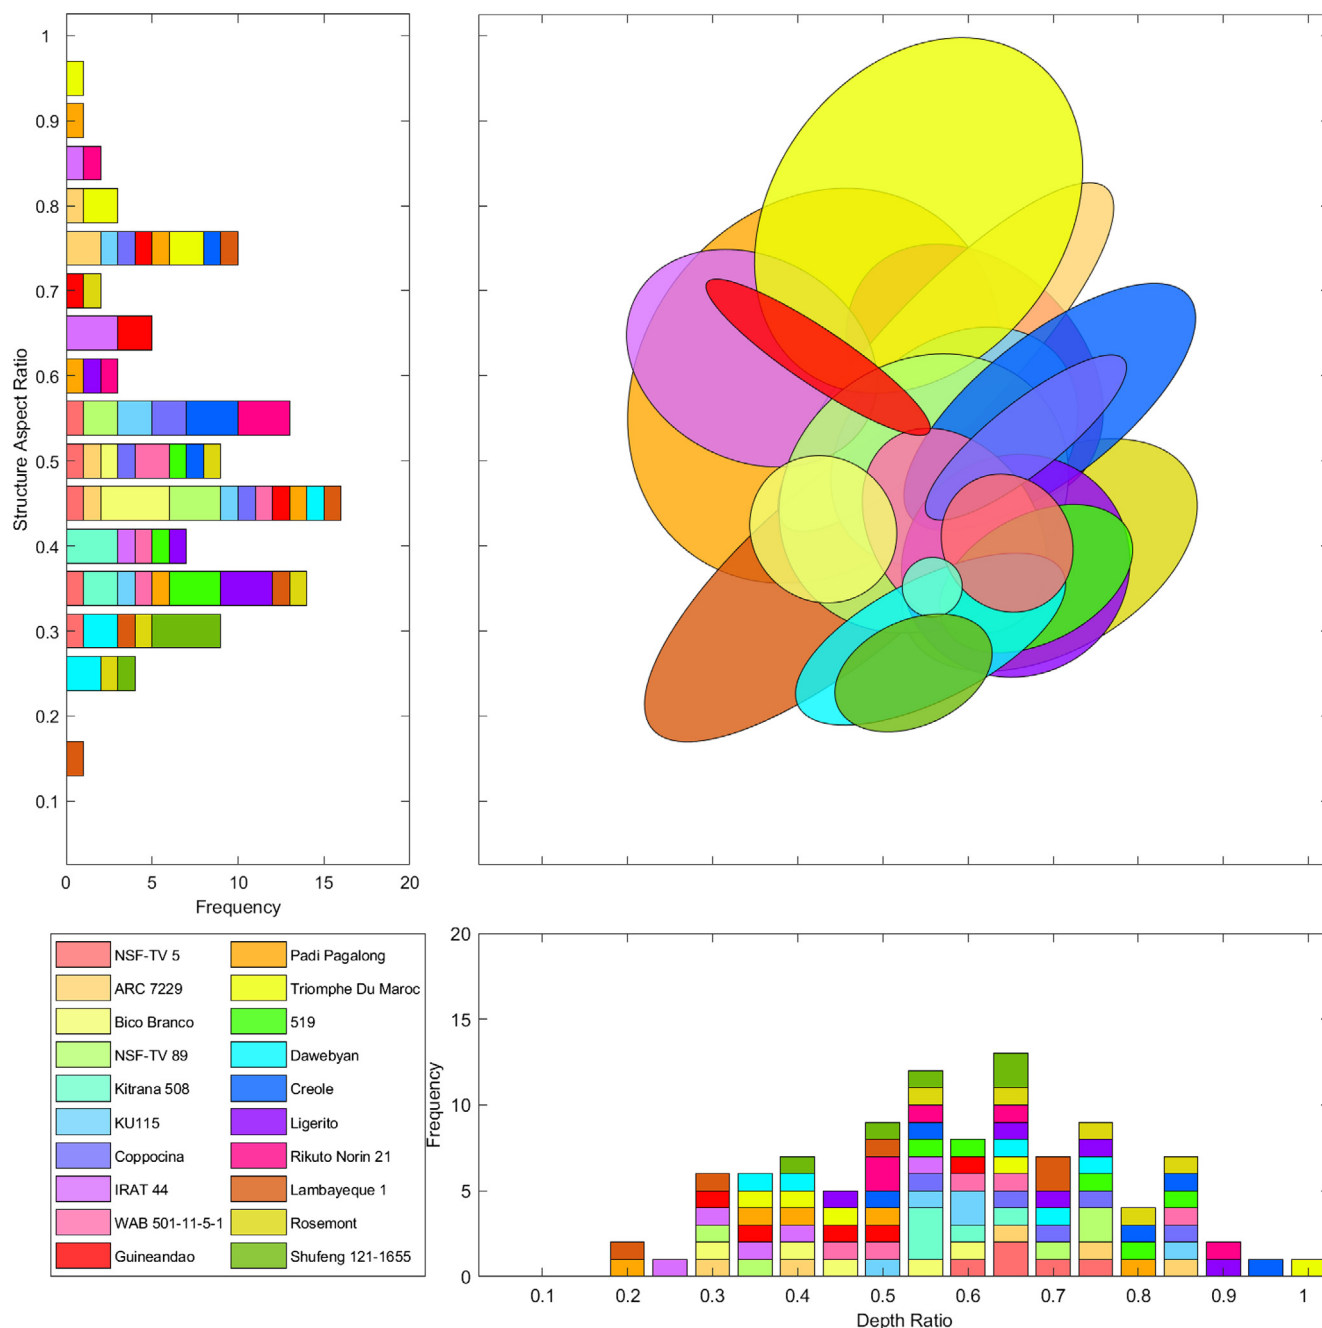 1
0.9
0.8
0.7
0.6
0.5
0.4
0.3
0.2
0.1
Structure Aspect Ratio
0 5 10 15 20
Frequency
NSF-TV 5
ARC 7229
Bico Branco
NSF-TV 89
Kitrana 508
KU115
Coppocina
IRAT 44
WAB 501-11-5-1
Guineandao
Padi Pagalong
Triomphe Du Maroc
519
Dawebyan
Creole
Ligerito
Rikuto Norin 21
Lambayeque 1
Rosemont
Shufeng 121-1655
20
15
10
5
0
Frequency
0.1 0.2 0.3 0.4 0.5 0.6 0.7 0.8 0.9 1
Depth Ratio